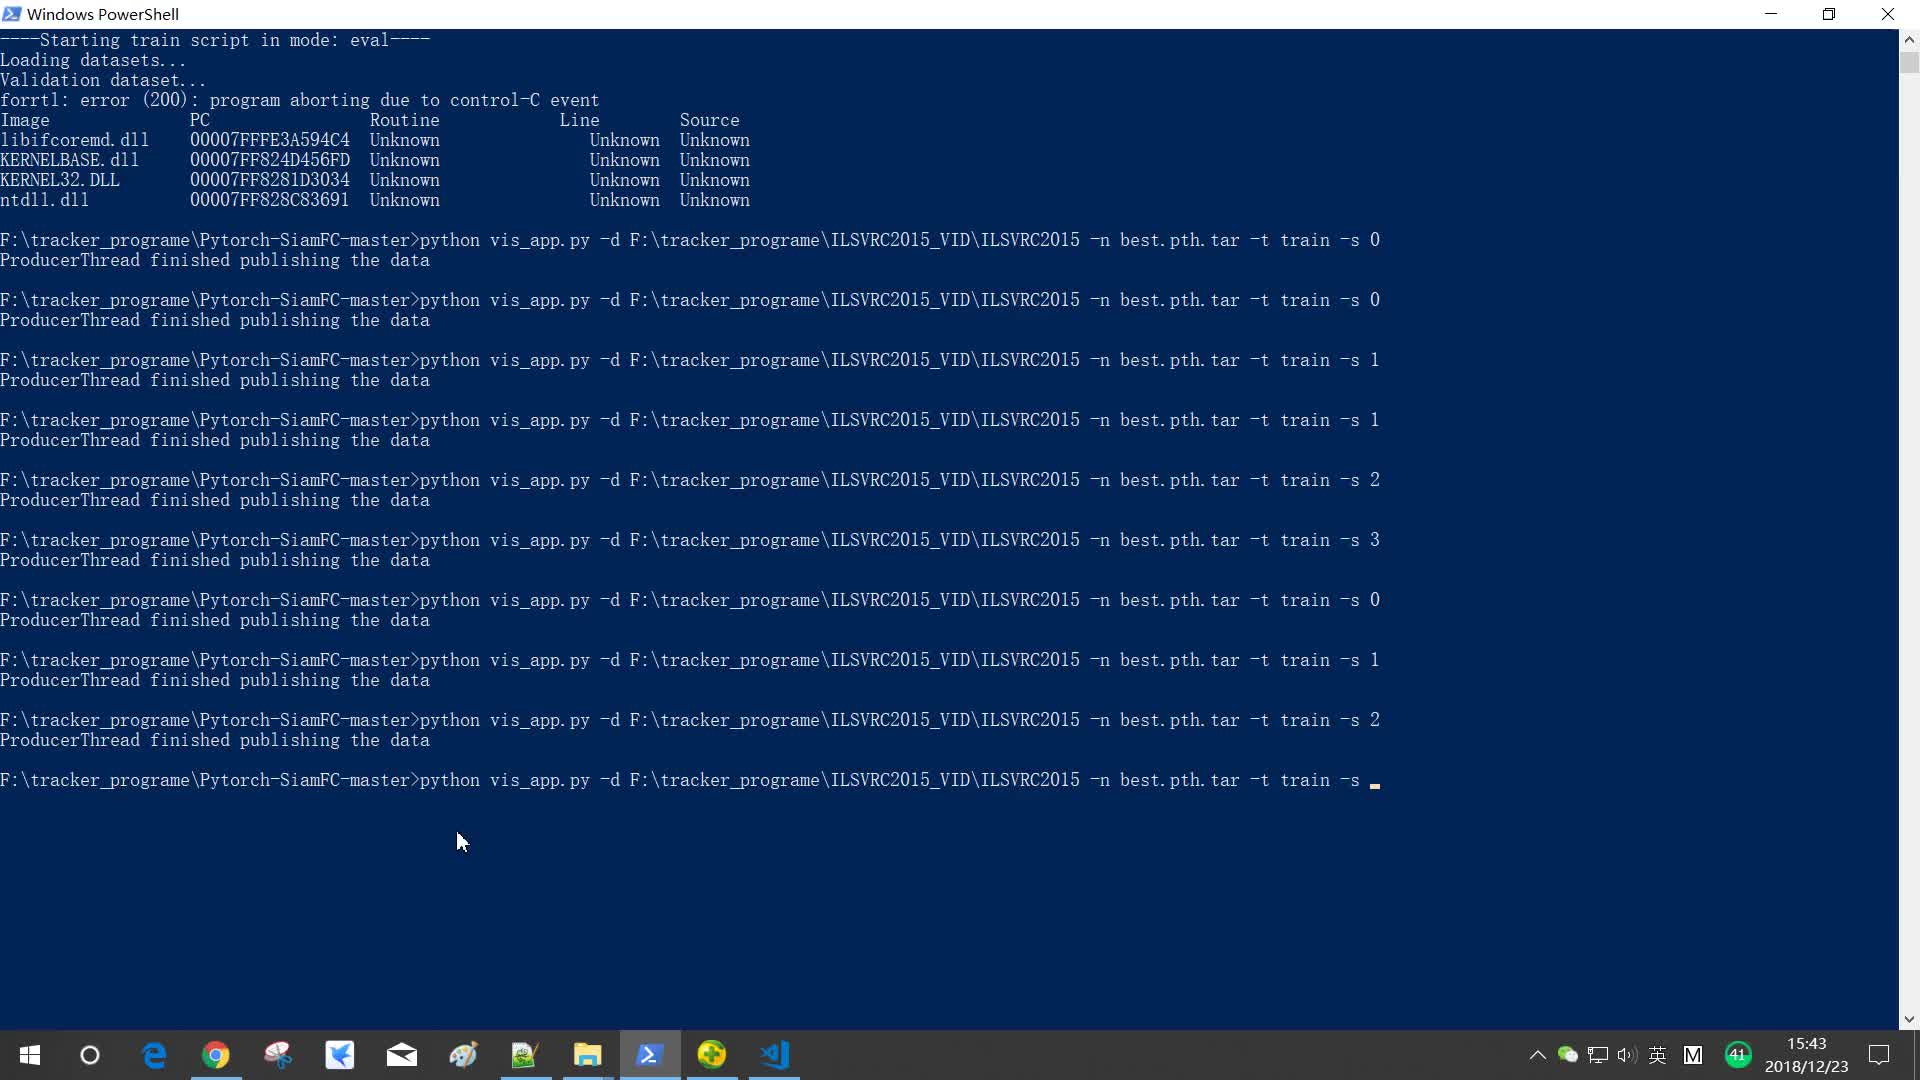 Windows PowerShell
----Starting train script in mode: eval----
Loading datasets...
Validation dataset...
forrtl: error (200): program aborting due to control-C event
Image PC Routine Line Source
libifcoremd.dll 00007FFFE3A594C4 Unknown Unknown Unknown
KERNELBASE.dll 00007FF824D456FD Unknown Unknown Unknown
KERNEL32.DLL 00007FF8281D3034 Unknown Unknown Unknown
ntdll.dll 00007FF828C83691 Unknown Unknown Unknown
F:\tracker_programe\Pytorch-SiamFC-master>python vis_app.py -d F:\tracker_programe\ILSVRC2015_VID\ILSVRC2015 -n best.pth.tar -t train -s 0
ProducerThread finished publishing the data
F:\tracker_programe\Pytorch-SiamFC-master>python vis_app.py -d F:\tracker_programe\ILSVRC2015_VID\ILSVRC2015 -n best.pth.tar -t train -s 0
ProducerThread finished publishing the data
F:\tracker_programe\Pytorch-SiamFC-master>python vis_app.py -d F:\tracker_programe\ILSVRC2015_VID\ILSVRC2015 -n best.pth.tar -t train -s 1
ProducerThread finished publishing the data
F:\tracker_programe\Pytorch-SiamFC-master>python vis_app.py -d F:\tracker_programe\ILSVRC2015_VID\ILSVRC2015 -n best.pth.tar -t train -s 1
ProducerThread finished publishing the data
F:\tracker_programe\Pytorch-SiamFC-master>python vis_app.py -d F:\tracker_programe\ILSVRC2015_VID\ILSVRC2015 -n best.pth.tar -t train -s 2
ProducerThread finished publishing the data
F:\tracker_programe\Pytorch-SiamFC-master>python vis_app.py -d F:\tracker_programe\ILSVRC2015_VID\ILSVRC2015 -n best.pth.tar -t train -s 3
ProducerThread finished publishing the data
F:\tracker_programe\Pytorch-SiamFC-master>python vis_app.py -d F:\tracker_programe\ILSVRC2015_VID\ILSVRC2015 -n best.pth.tar -t train -s 0
ProducerThread finished publishing the data
F:\tracker_programe\Pytorch-SiamFC-master>python vis_app.py -d F:\tracker_programe\ILSVRC2015_VID\ILSVRC2015 -n best.pth.tar -t train -s 1
ProducerThread finished publishing the data
F:\tracker_programe\Pytorch-SiamFC-master>python vis_app.py -d F:\tracker_programe\ILSVRC2015_VID\ILSVRC2015 -n best.pth.tar -t train -s 2
ProducerThread finished publishing the data
F:\tracker_programe\Pytorch-SiamFC-master>python vis_app.py -d F:\tracker_programe\ILSVRC2015_VID\ILSVRC2015 -n best.pth.tar -t train -s
英 M 41 15:43
2018/12/23